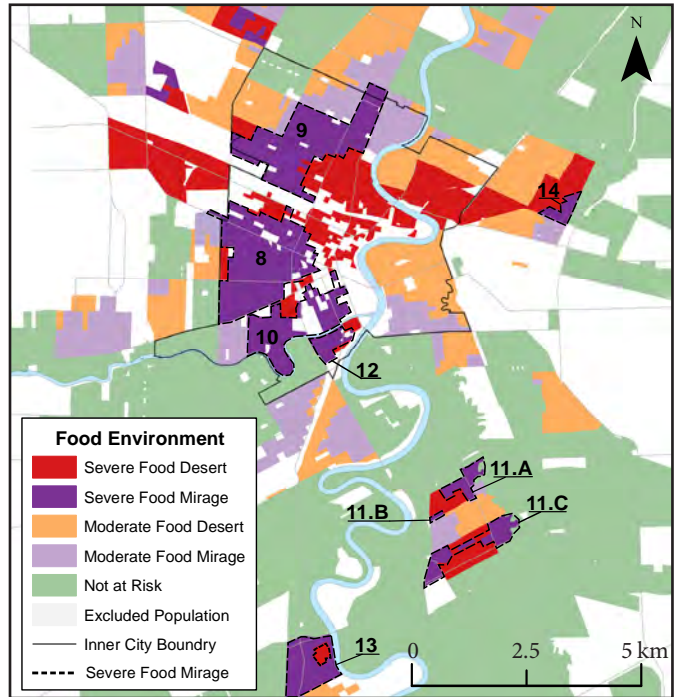 N
9
14
8
10
12
11.A
11.B
11.C
13
Food Environment
Severe Food Desert
Severe Food Mirage
Moderate Food Desert
Moderate Food Mirage
Not at Risk
Excluded Population
Inner City Boundry
Severe Food Mirage
0 2.5 5 km